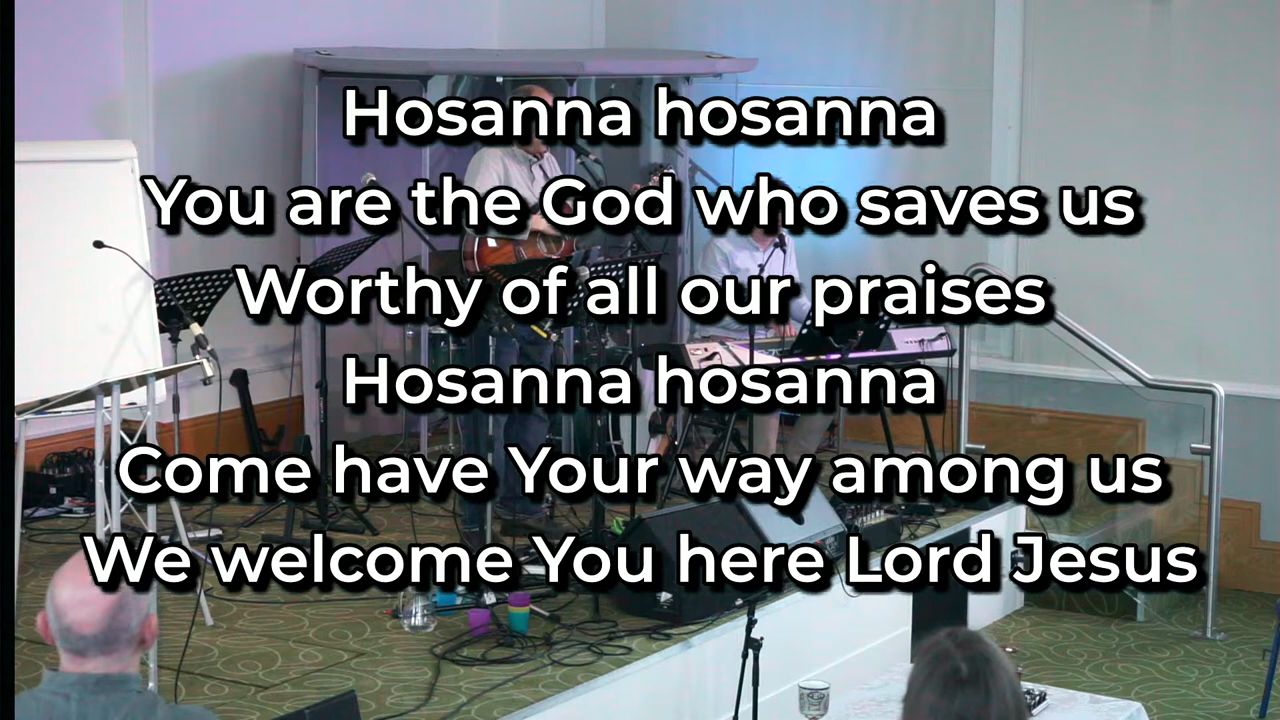 Hosanna hosanna
You are the God who saves us
Worthy of all our praises
Hosanna hosanna
Come have Your way among us
We welcome You here Lord Jesus